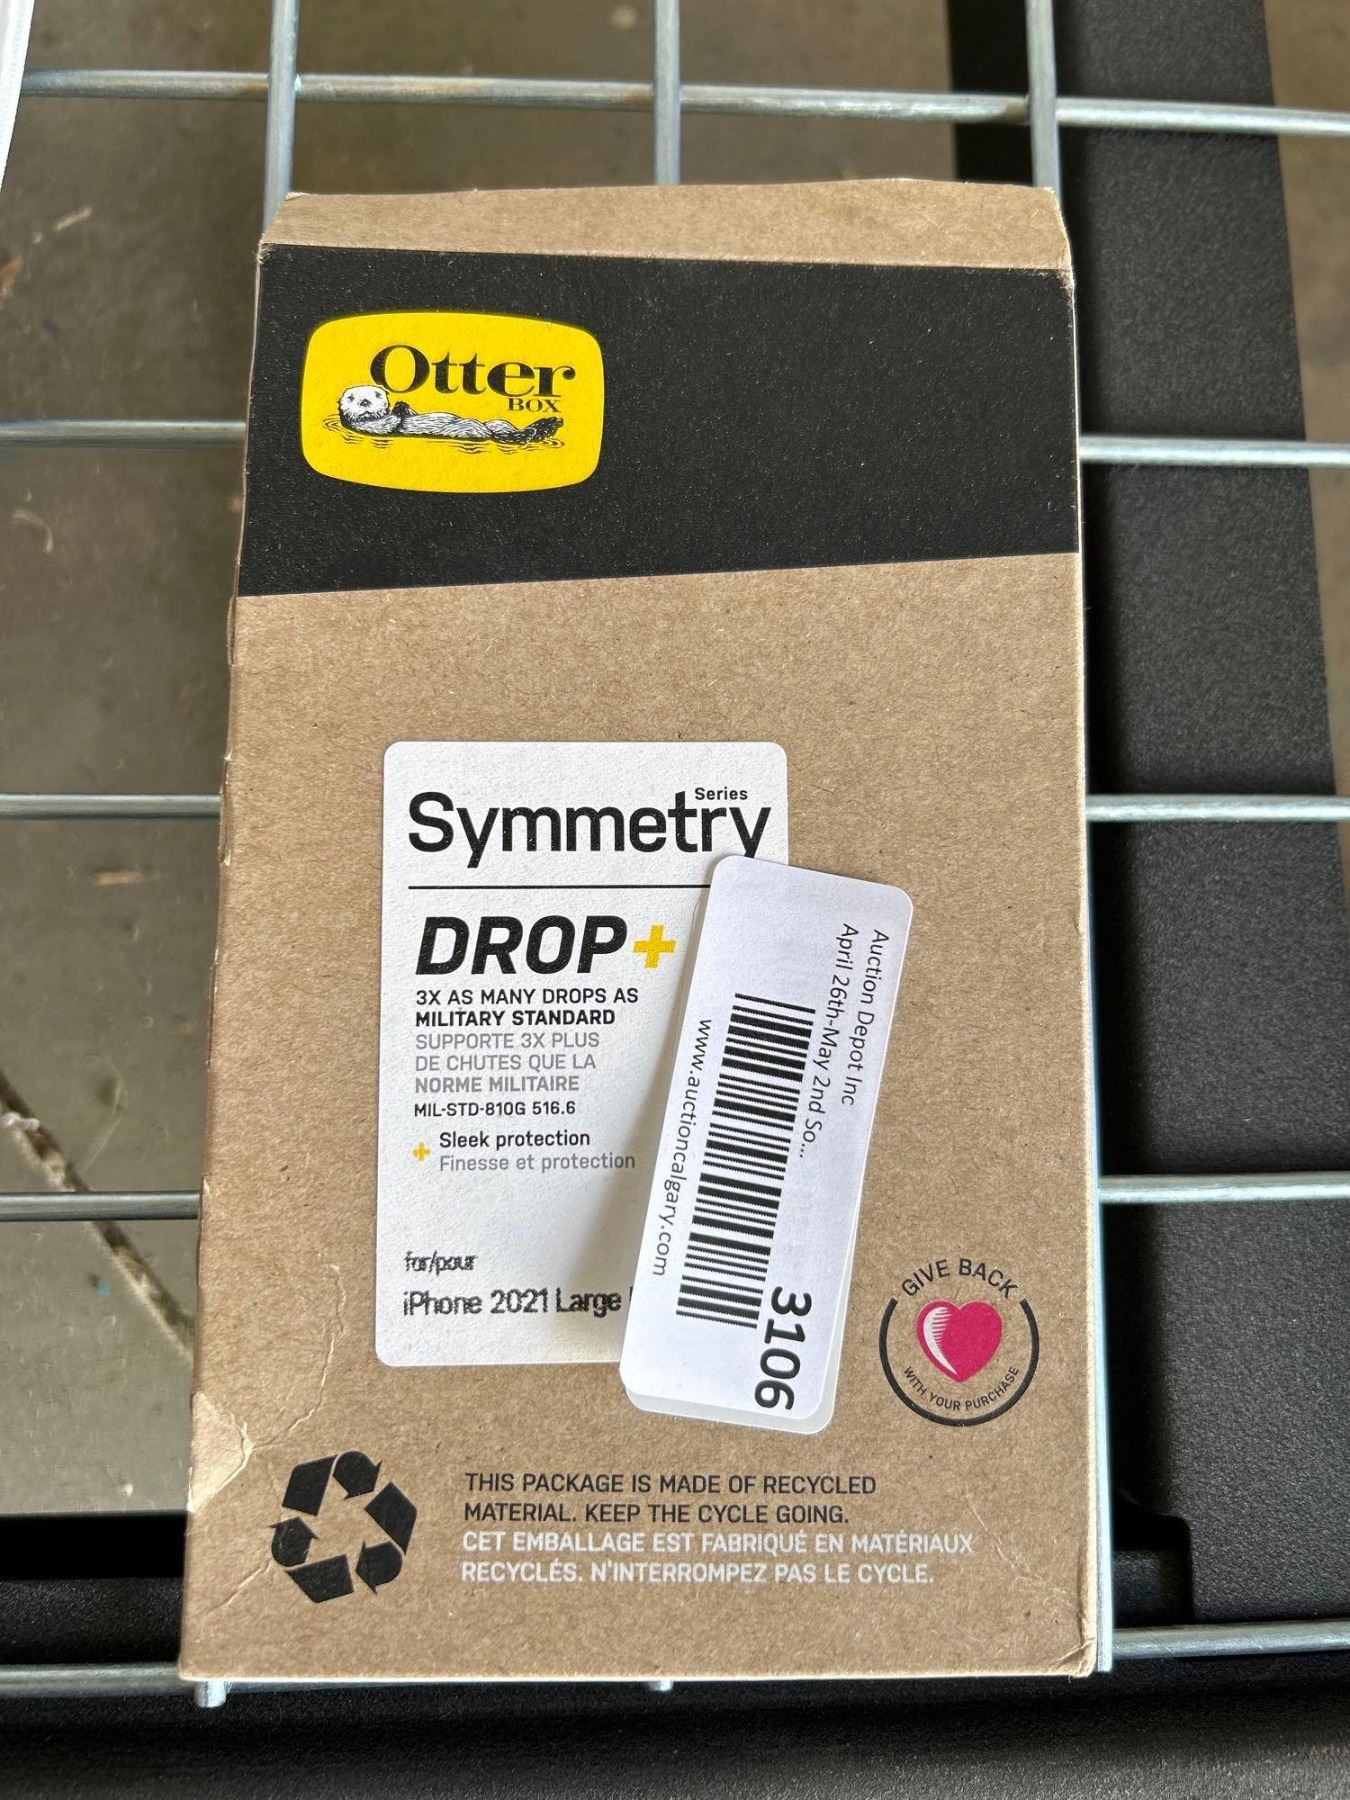 Otter
BOX
Series
Symmetry
DROP+
3X AS MANY DROPS AS
MILITARY STANDARD
SUPPORTE 3X PLUS
DE CHUTES QUE LA
NORME MILITAIRE
MIL-STD-810G 516.6
+ Sleek protection
Finesse et protection
for/pour
iPhone 2021 Large
Auction Depot Inc
April 26th-May 2nd So...
www.auctioncalgary.com
3106
GIVE BACK
WITH YOUR PURCHASE
THIS PACKAGE IS MADE OF RECYCLED
MATERIAL. KEEP THE CYCLE GOING.
CET EMBALLAGE EST FABRIQUÉ EN MATÉRIAUX
RECYCLÉS. N'INTERROMPEZ PAS LE CYCLE.